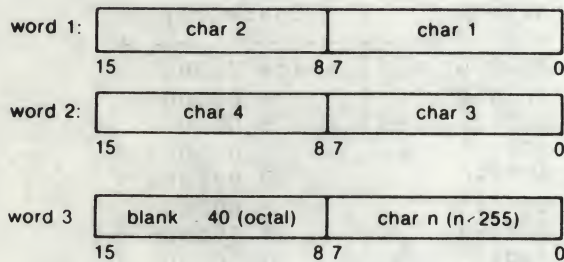 word 1: char 2 char 1
15 8 7 0
word 2: char 4 char 3
15 8 7 0
word 3 blank 40 (octal) char n (n<255)
15 8 7 0